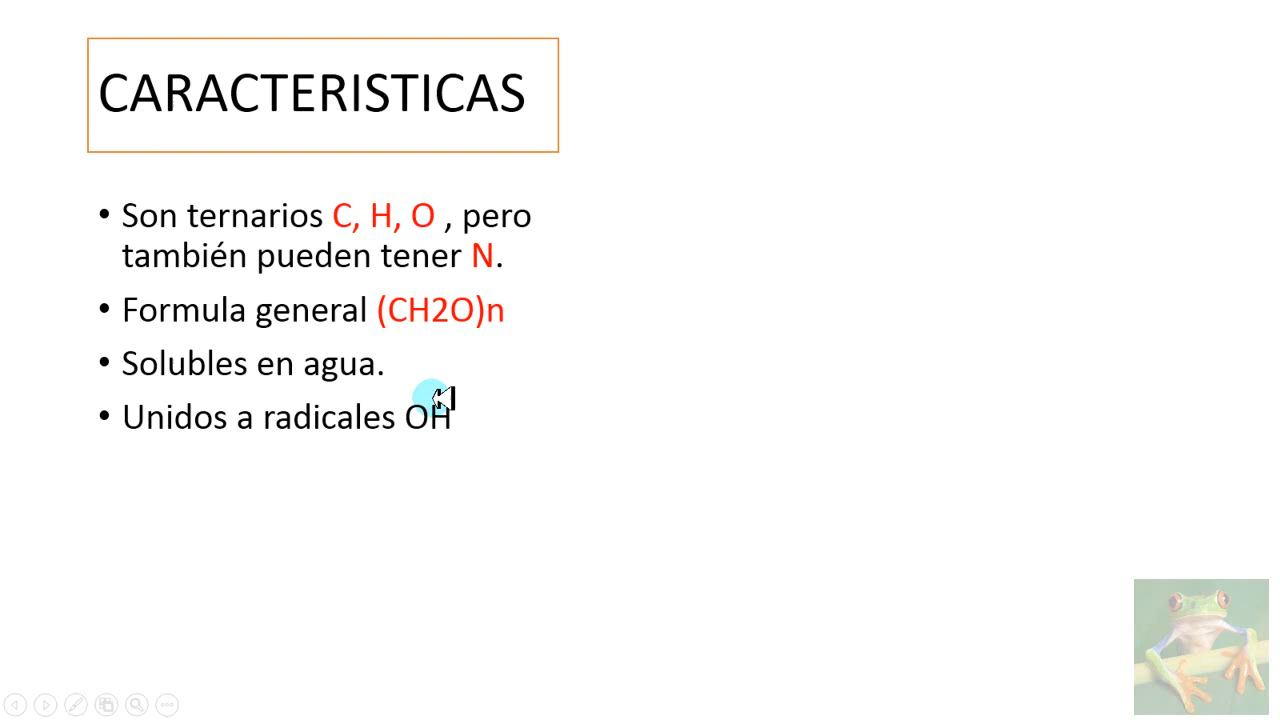 CARACTERISTICAS
• Son ternarios C, H, O , pero
también pueden tener N.
• Formula general (CH2O)n
• Solubles en agua.
• Unidos a radicales OH